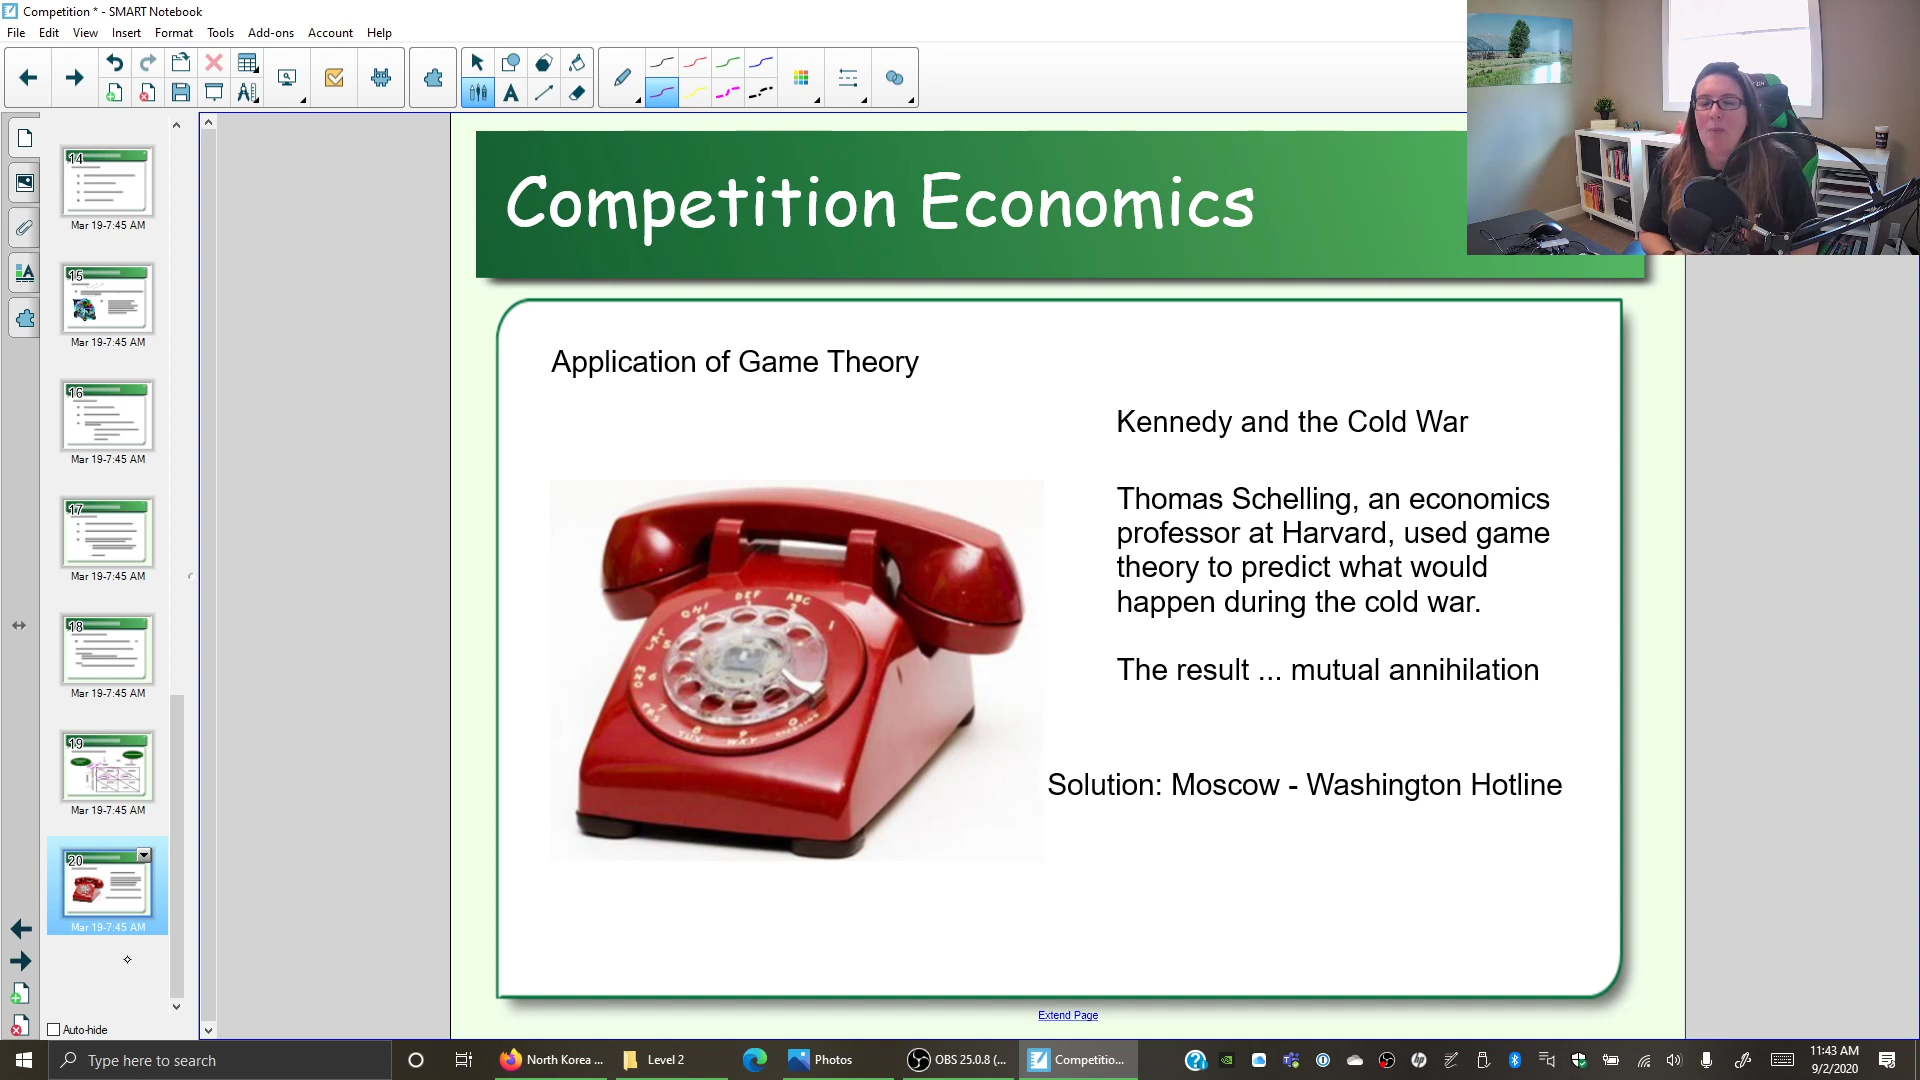 Competition * - SMART Notebook
File Edit View Insert Format Tools Add-ons Account Help
14
Mar 19-7:45 AM
15
Mar 19-7:45 AM
16
Mar 19-7:45 AM
17
Mar 19-7:45 AM
18
Mar 19-7:45 AM
19
Mar 19-7:45 AM
20
Mar 19-7:45 AM
Auto-hide
Competition Economics
Application of Game Theory
Kennedy and the Cold War
Thomas Schelling, an economics
professor at Harvard, used game
theory to predict what would
happen during the cold war.
The result ... mutual annihilation
Solution: Moscow - Washington Hotline
ABC
DEF
Extend Page
Type here to search
North Korea ...
Level 2
Photos
OBS 25.0.8 (...
Competitio...
11:43 AM
9/2/2020